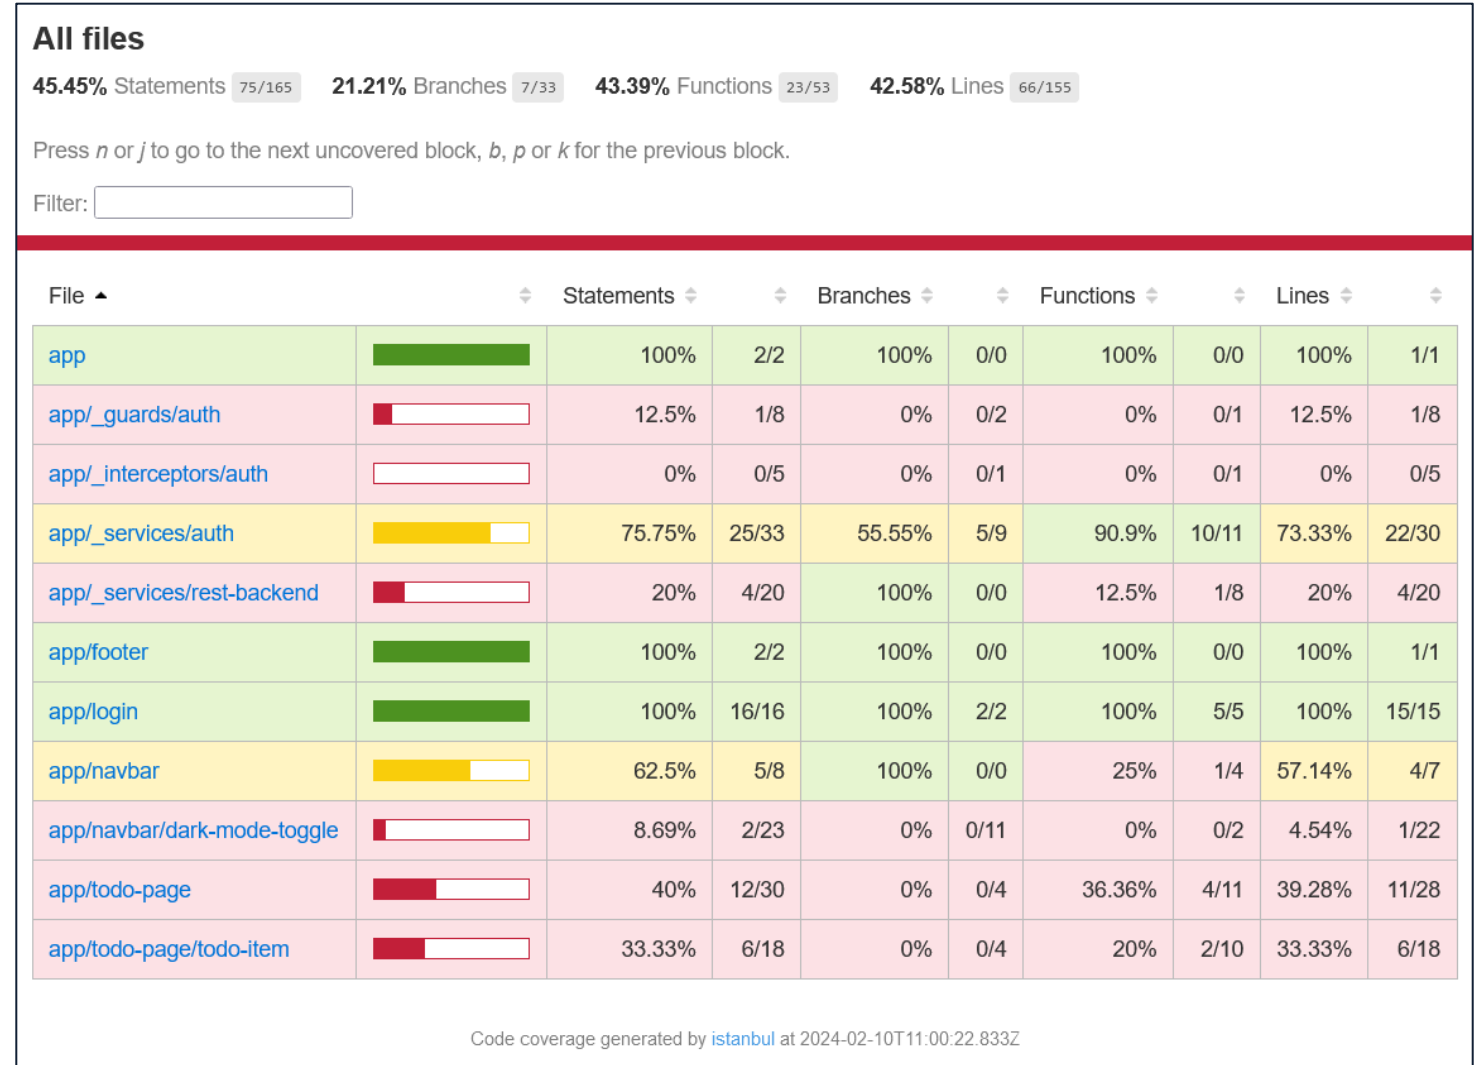 All files
45.45% Statements 75/165 21.21% Branches 7/33 43.39% Functions 23/53 42.58% Lines 66/155
Press n or j to go to the next uncovered block, b, p or k for the previous block.
Filter:
File Statements Branches Functions Lines
app 100% 2/2 100% 0/0 100% 0/0 100% 1/1
app/_guards/auth 12.5% 1/8 0% 0/2 0% 0/1 12.5% 1/8
app/_interceptors/auth 0% 0/5 0% 0/1 0% 0/1 0% 0/5
app/_services/auth 75.75% 25/33 55.55% 5/9 90.9% 10/11 73.33% 22/30
app/_services/rest-backend 20% 4/20 100% 0/0 12.5% 1/8 20% 4/20
app/footer 100% 2/2 100% 0/0 100% 0/0 100% 1/1
app/login 100% 16/16 100% 2/2 100% 5/5 100% 15/15
app/navbar 62.5% 5/8 100% 0/0 25% 1/4 57.14% 4/7
app/navbar/dark-mode-toggle 8.69% 2/23 0% 0/11 0% 0/2 4.54% 1/22
app/todo-page 40% 12/30 0% 0/4 36.36% 4/11 39.28% 11/28
app/todo-page/todo-item 33.33% 6/18 0% 0/4 20% 2/10 33.33% 6/18
Code coverage generated by istanbul at 2024-02-10T11:00:22.833Z